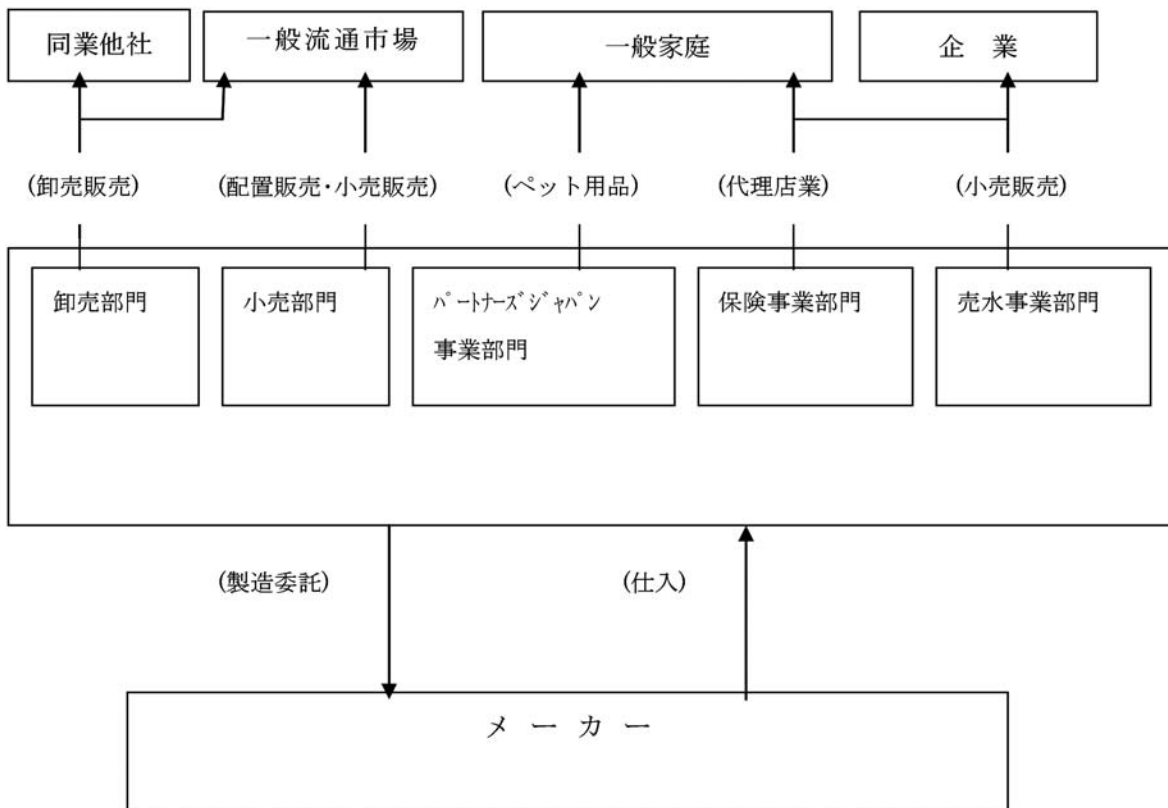 同業他社
一般流通市場
一般家庭
企　業
(卸売販売)
(配置販売・小売販売)
(ペット用品)
(代理店業)
(小売販売)
卸売部門
小売部門
ﾊﾟｰﾄﾅｰｽﾞｼﾞｬﾊﾟﾝ
事業部門
保険事業部門
売水事業部門
(製造委託)
(仕入)
メ ー カ ー